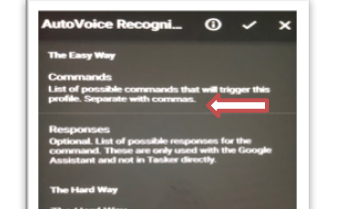 AutoVoice Recogni...
The Easy Way
Commands
List of possible commands that will trigger this
profile. Separate with commas.
Responses
Optional. List of possible responses for the
command. These are only used with the Google
Assistant and not in Tasker directly.
The Hard Way